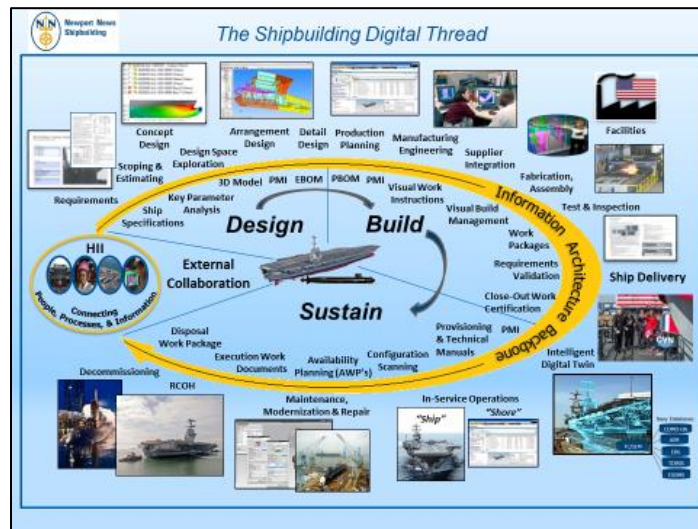 Newport News
Shipbuilding
The Shipbuilding Digital Thread
Concept
Design
Arrangement
Design
Detail
Design
Production
Planning
Manufacturing
Engineering
Supplier
Integration
Facilities
Fabrication,
Assembly
Test & Inspection
Requirements
Scoping &
Estimating
Design Space
Exploration
Ship
Specifications
Key Parameter
Analysis
3D Model
PMI
EBOM
PBOM
PMI
Visual Work
Instructions
Visual Build
Management
Work
Packages
Requirements
Validation
Close-Out Work
Certification
Information Architecture Backbone
Design
Build
Sustain
External
Collaboration
HII
Connecting
People, Processes, & Information
Ship Delivery
CVN
Disposal
Work Package
Execution Work
Documents
Availability
Planning (AWP's)
Configuration
Scanning
Provisioning
& Technical
Manuals
PMI
Intelligent
Digital Twin
Decommissioning
RCOH
Maintenance,
Modernization & Repair
In-Service Operations
"Ship"
"Shore"